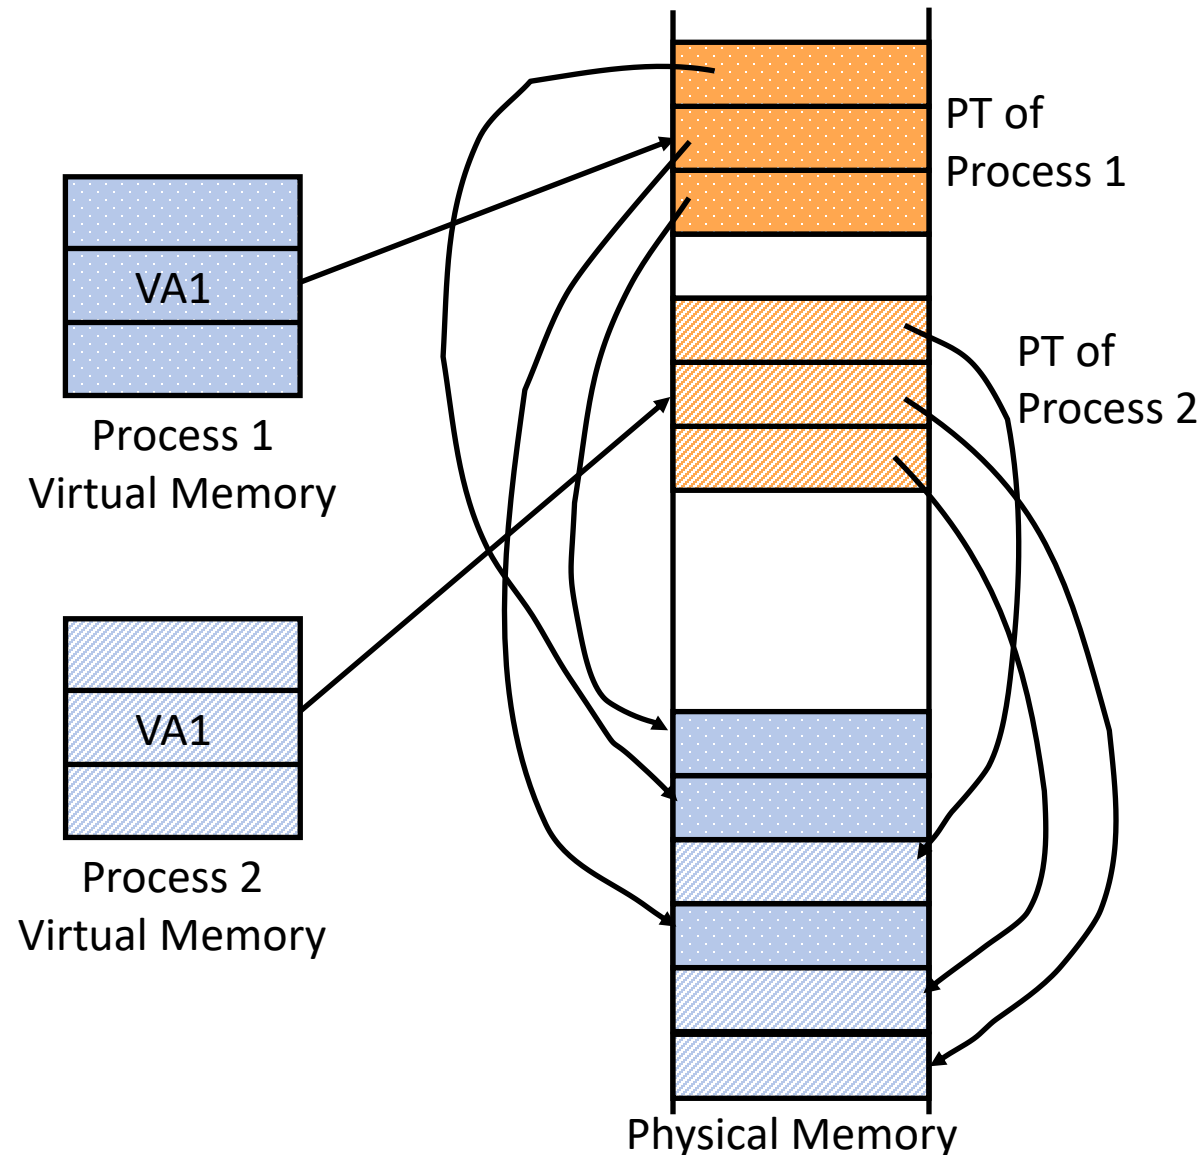 PT of
Process 1
VA1
Process 1
Virtual Memory
PT of
Process 2
VA1
Process 2
Virtual Memory
Physical Memory